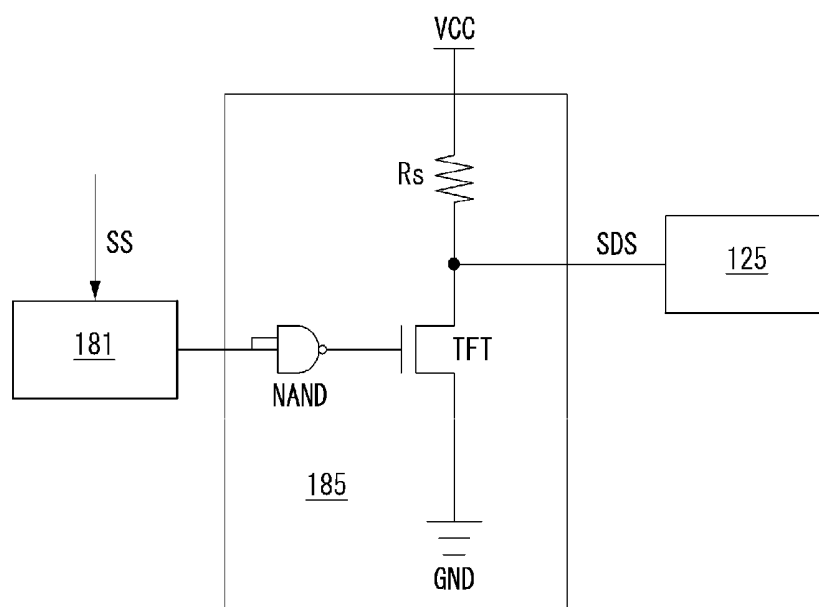 VCC
Rs
SS
SDS
125
181
TFT
NAND
185
GND